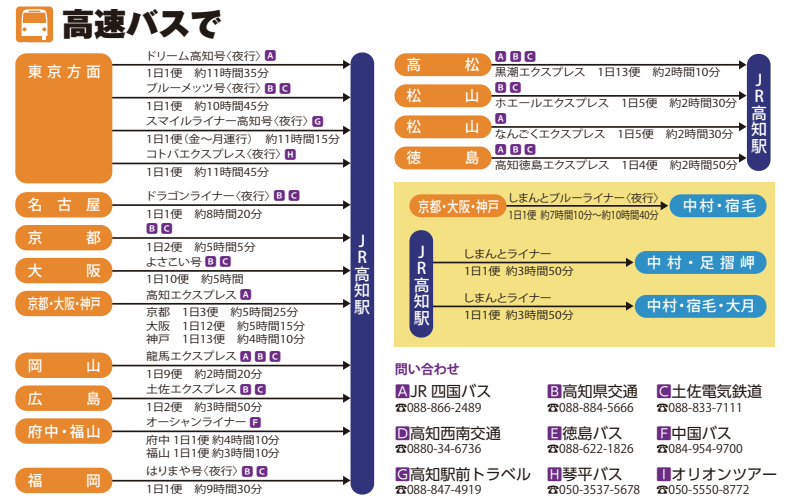 高速バスで
東京方面
ドリーム高知号〈夜行〉 A
1日1便 約11時間35分
ブルーメッツ号〈夜行〉 B C
1日1便 約10時間45分
スマイルライナー高知号〈夜行〉 G
1日1便(金〜月運行) 約11時間15分
コトバエクスプレス〈夜行〉 H
1日1便 約11時間45分
名古屋
ドラゴンライナー〈夜行〉 B C
1日1便 約8時間20分
京都
B C
1日2便 約5時間5分
大阪
よさこい号 B C
1日10便 約5時間
京都・大阪・神戸
高知エクスプレス A
京都 1日3便 約5時間25分
大阪 1日12便 約5時間15分
神戸 1日13便 約4時間10分
岡山
龍馬エクスプレス A B C
1日9便 約2時間20分
広島
土佐エクスプレス B C
1日2便 約3時間50分
府中・福山
オーシャンライナー F
府中 1日1便 約4時間10分
福山 1日1便 約3時間10分
福岡
はりまや号〈夜行〉 B C
1日1便 約9時間30分
JR高知駅
高松
A B C
黒潮エクスプレス 1日13便 約2時間10分
松山
B C
ホエールエクスプレス 1日5便 約2時間30分
松山
A
なんごくエクスプレス 1日5便 約2時間30分
徳島
A B C
高知徳島エクスプレス 1日4便 約2時間50分
JR高知駅
京都・大阪・神戸
しまんとブルーライナー〈夜行〉
1日1便 約7時間10分〜約10時間40分
中村・宿毛
JR高知駅
しまんとライナー
1日1便 約3時間50分
中村・足摺岬
しまんとライナー
1日1便 約3時間50分
中村・宿毛・大月
問い合わせ
A JR 四国バス
☎088-866-2489
B 高知県交通
☎088-884-5666
C 土佐電気鉄道
☎088-833-7111
D 高知西南交通
☎0880-34-6736
E 徳島バス
☎088-622-1826
F 中国バス
☎084-954-9700
G 高知駅前トラベル
☎088-847-4919
H 琴平バス
☎050-3537-5678
I オリオンツアー
☎050-5550-8772